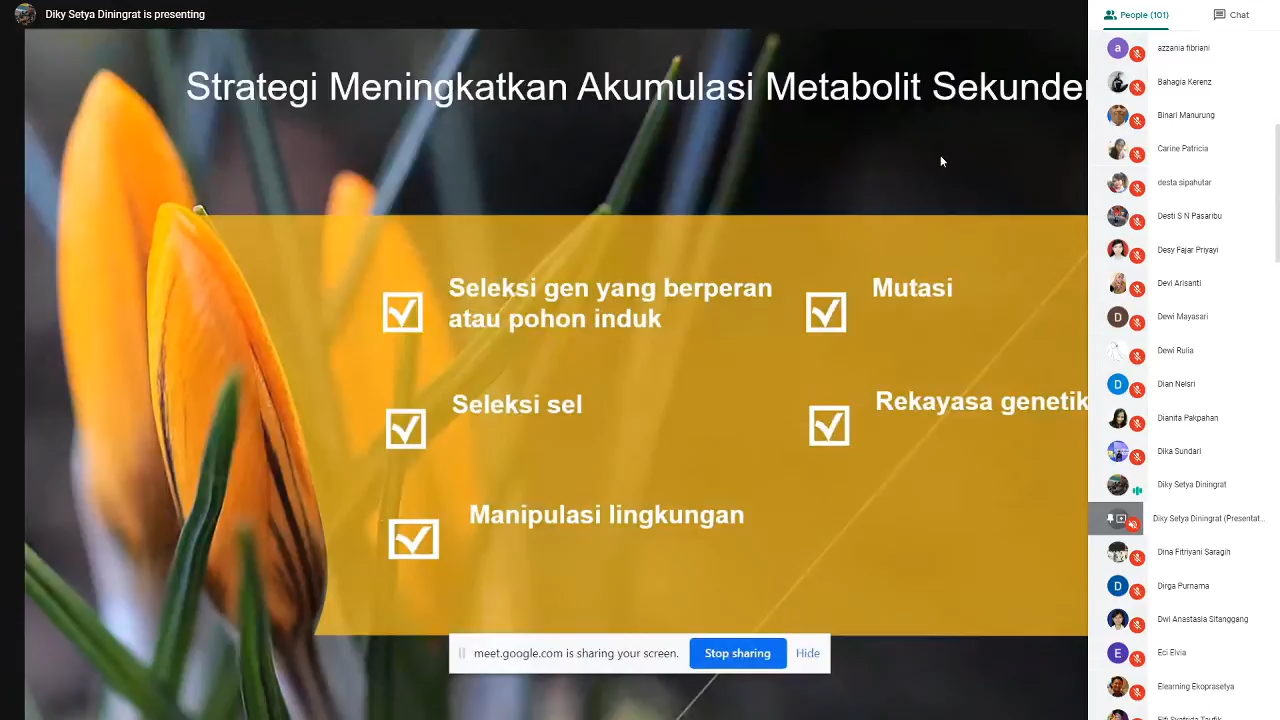 Diky Setya Diningrat is presenting
People (101)
Chat
Strategi Meningkatkan Akumulasi Metabolit Sekunder
Seleksi gen yang berperan
atau pohon induk
Mutasi
Seleksi sel
Rekayasa genetik
Manipulasi lingkungan
meet.google.com is sharing your screen.
Stop sharing
Hide
a
azzania fibriani
Bahagia Kerenz
Binari Manurung
Carine Patricia
desta sipahutar
Desti S N Pasaribu
Desy Fajar Priyayi
Devi Arisanti
D
Dewi Mayasari
Dewi Rulia
D
Dian Nelsri
Dianita Pakpahan
Dika Sundari
Diky Setya Diningrat
Diky Setya Diningrat (Presentat...
Dina Fitriyani Saragih
D
Dirga Purnama
Dwi Anastasia Sitanggang
E
Eci Elvia
Elearning Ekoprasetya